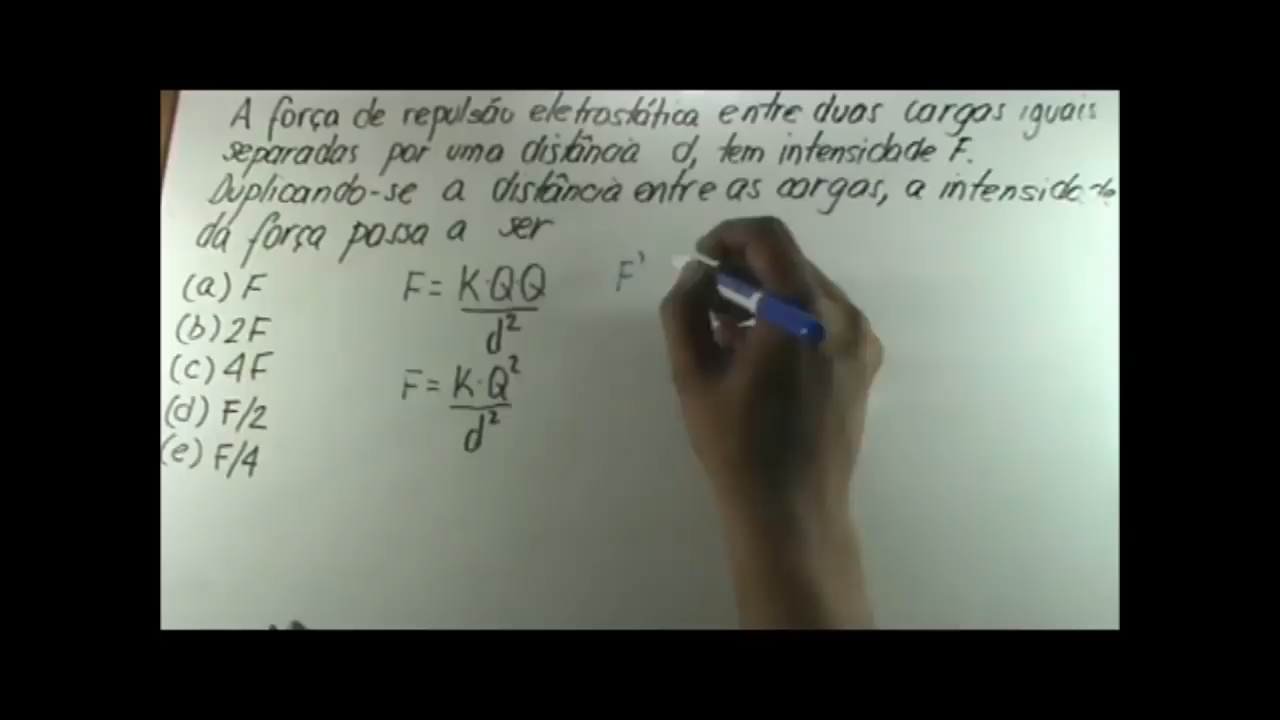 A força de repulsão eletrostática entre duas cargas iguais
separadas por uma distância d, tem intensidade F.
Duplicando-se a distância entre as cargas, a intensidade
da força passa a ser
(a) F
(b) 2F
(c) 4F
(d) F/2
(e) F/4
F = K·Q·Q
d²
F = K·Q²
d²
F'